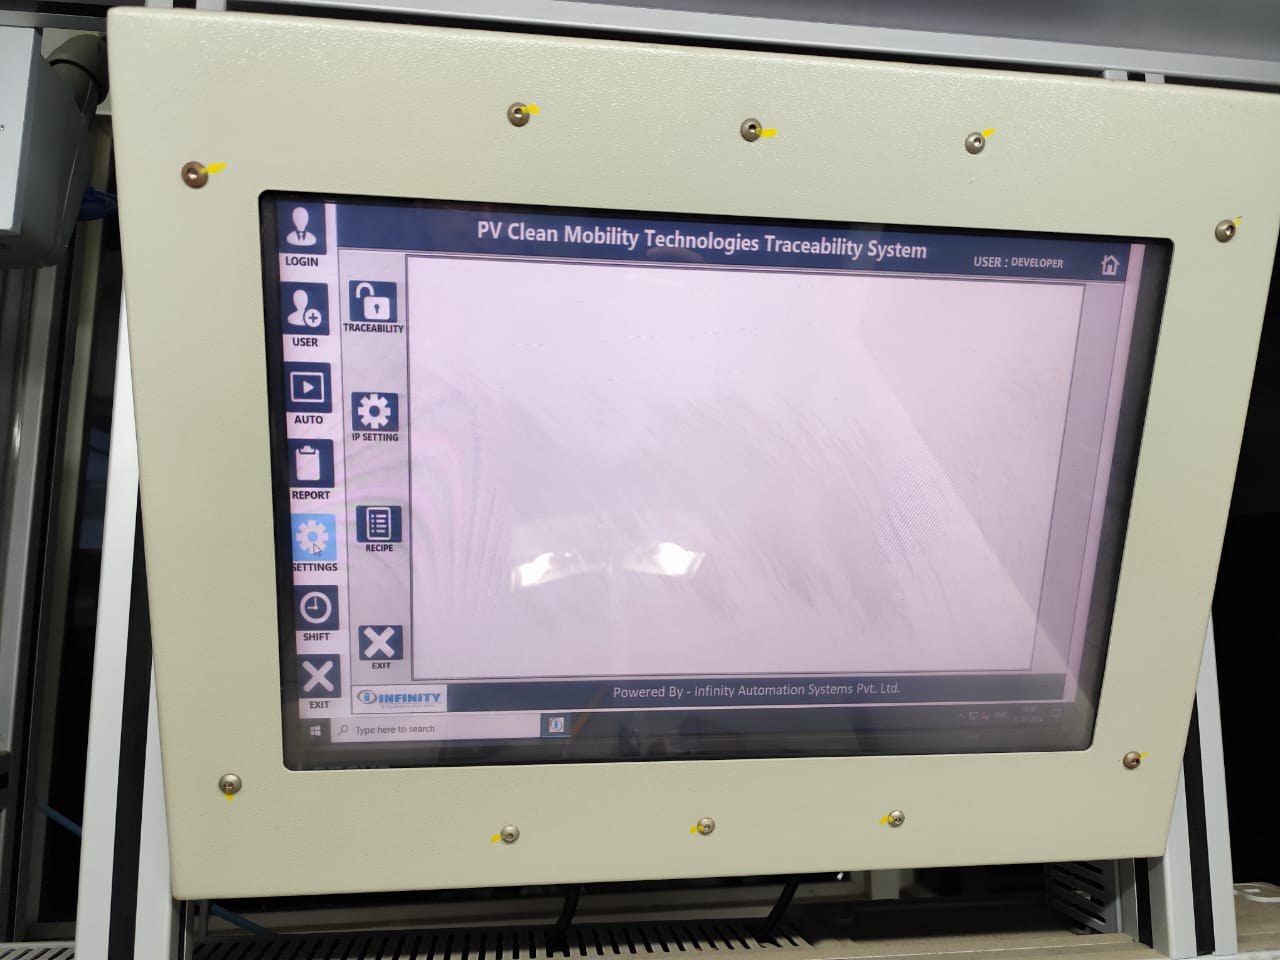 PV Clean Mobility Technologies Traceability System
USER : DEVELOPER
LOGIN
USER
AUTO
REPORT
SETTINGS
SHIFT
EXIT
TRACEABILITY
IP SETTING
RECIPE
EXIT
INFINITY
Powered By - Infinity Automation Systems Pvt. Ltd.
Type here to search
ENG